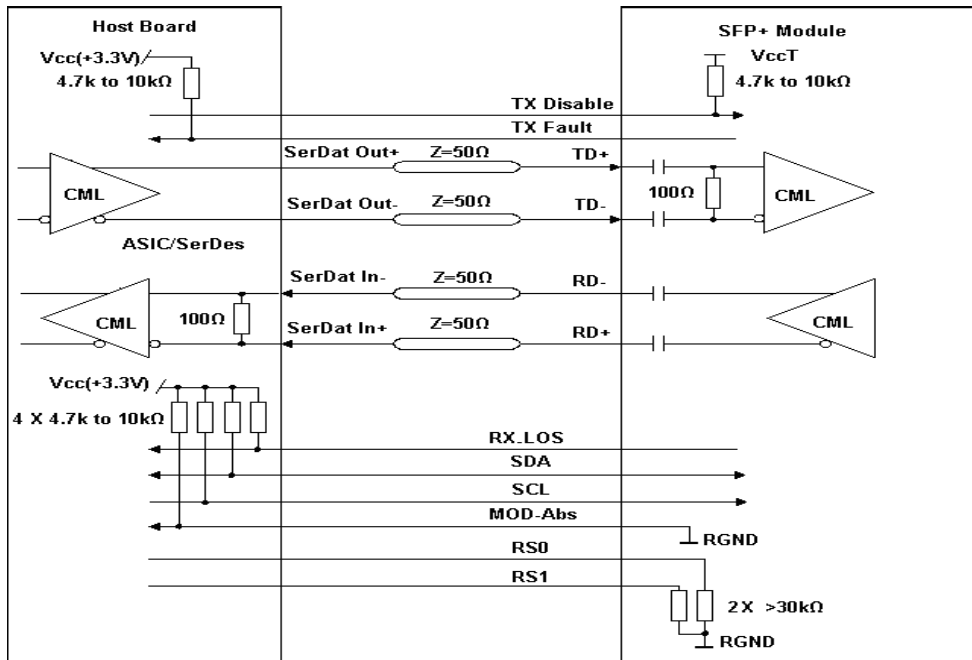 Host Board
SFP+ Module
Vcc(+3.3V)
4.7k to 10kΩ
VccT
4.7k to 10kΩ
TX Disable
TX Fault
SerDat Out+
Z=50Ω
TD+
CML
100Ω
CML
SerDat Out-
Z=50Ω
TD-
ASIC/SerDes
SerDat In-
Z=50Ω
RD-
CML
100Ω
SerDat In+
Z=50Ω
RD+
CML
Vcc(+3.3V)
4 X 4.7k to 10kΩ
RX-LOS
SDA
SCL
MOD-Abs
RGND
RS0
RS1
2 X >30kΩ
RGND